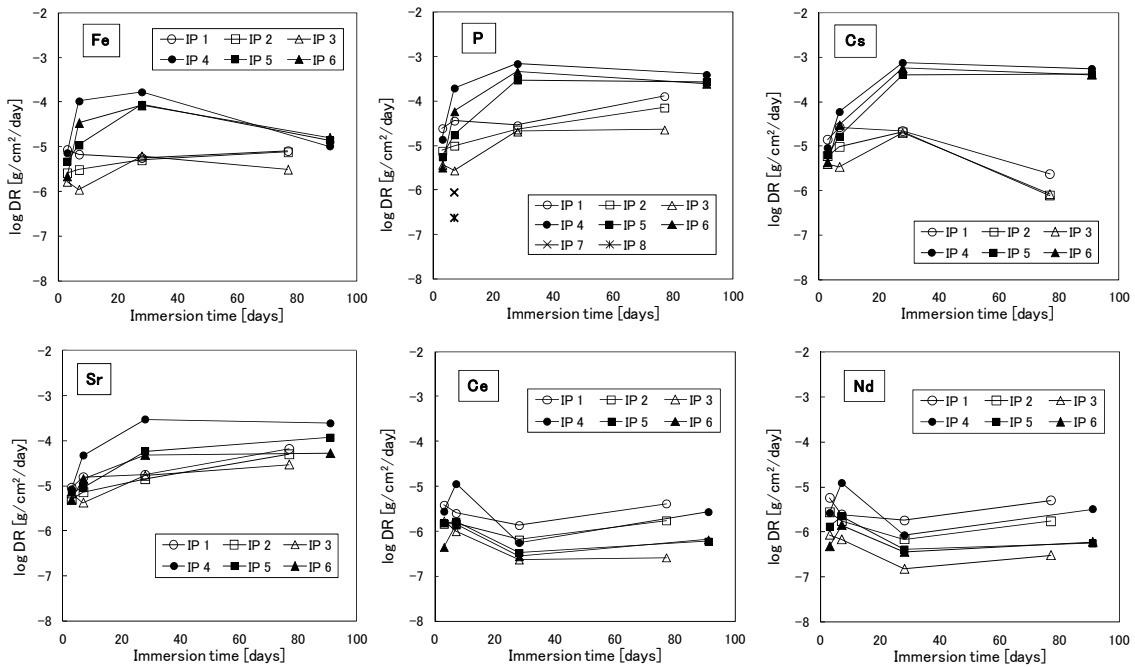 Fe
IP 1 IP 2 IP 3
IP 4 IP 5 IP 6
log DR [g/cm²/day]
-2
-3
-4
-5
-6
-7
-8
0 20 40 60 80 100
Immersion time [days]
P
IP 1 IP 2 IP 3
IP 4 IP 5 IP 6
IP 7 IP 8
log DR [g/cm²/day]
-2
-3
-4
-5
-6
-7
-8
0 20 40 60 80 100
Immersion time [days]
Cs
IP 1 IP 2 IP 3
IP 4 IP 5 IP 6
log DR [g/cm²/day]
-2
-3
-4
-5
-6
-7
-8
0 20 40 60 80 100
Immersion time [days]
Sr
IP 1 IP 2 IP 3
IP 4 IP 5 IP 6
log DR [g/cm²/day]
-2
-3
-4
-5
-6
-7
-8
0 20 40 60 80 100
Immersion time [days]
Ce
IP 1 IP 2 IP 3
IP 4 IP 5 IP 6
log DR [g/cm²/day]
-2
-3
-4
-5
-6
-7
-8
0 20 40 60 80 100
Immersion time [days]
Nd
IP 1 IP 2 IP 3
IP 4 IP 5 IP 6
log DR [g/cm²/day]
-2
-3
-4
-5
-6
-7
-8
0 20 40 60 80 100
Immersion time [days]